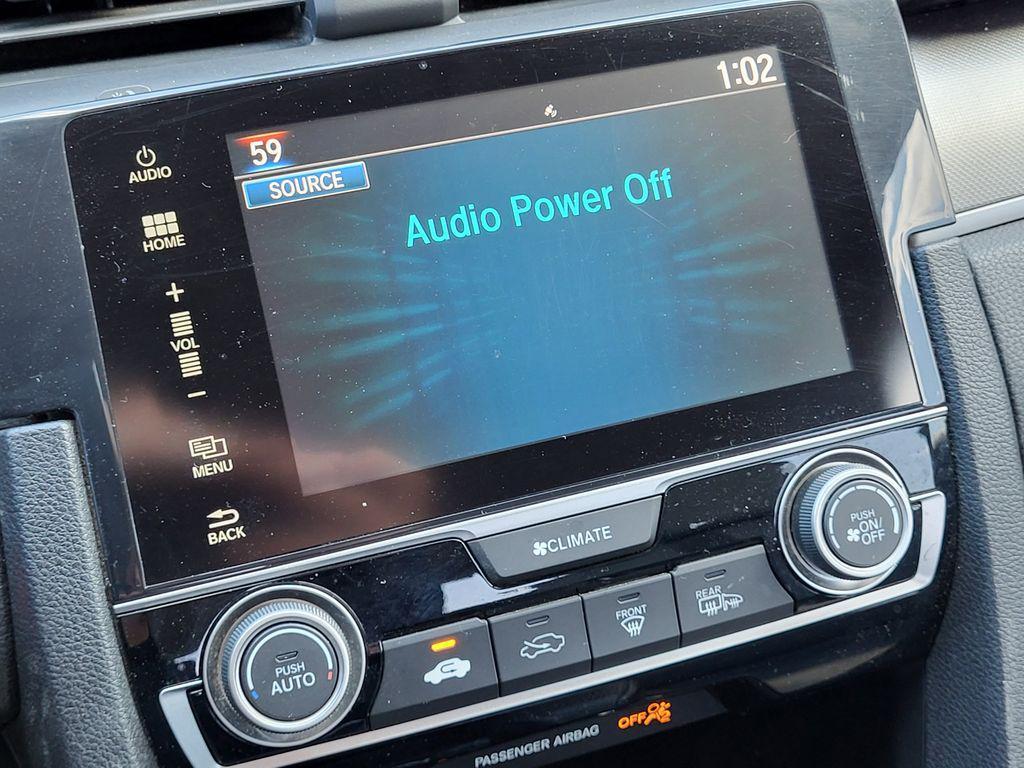 1:02
59
SOURCE
Audio Power Off
AUDIO
HOME
+
VOL
-
MENU
BACK
CLIMATE
PUSH
ON/
OFF
PUSH
AUTO
FRONT
REAR
PASSENGER AIRBAG
OFF
2